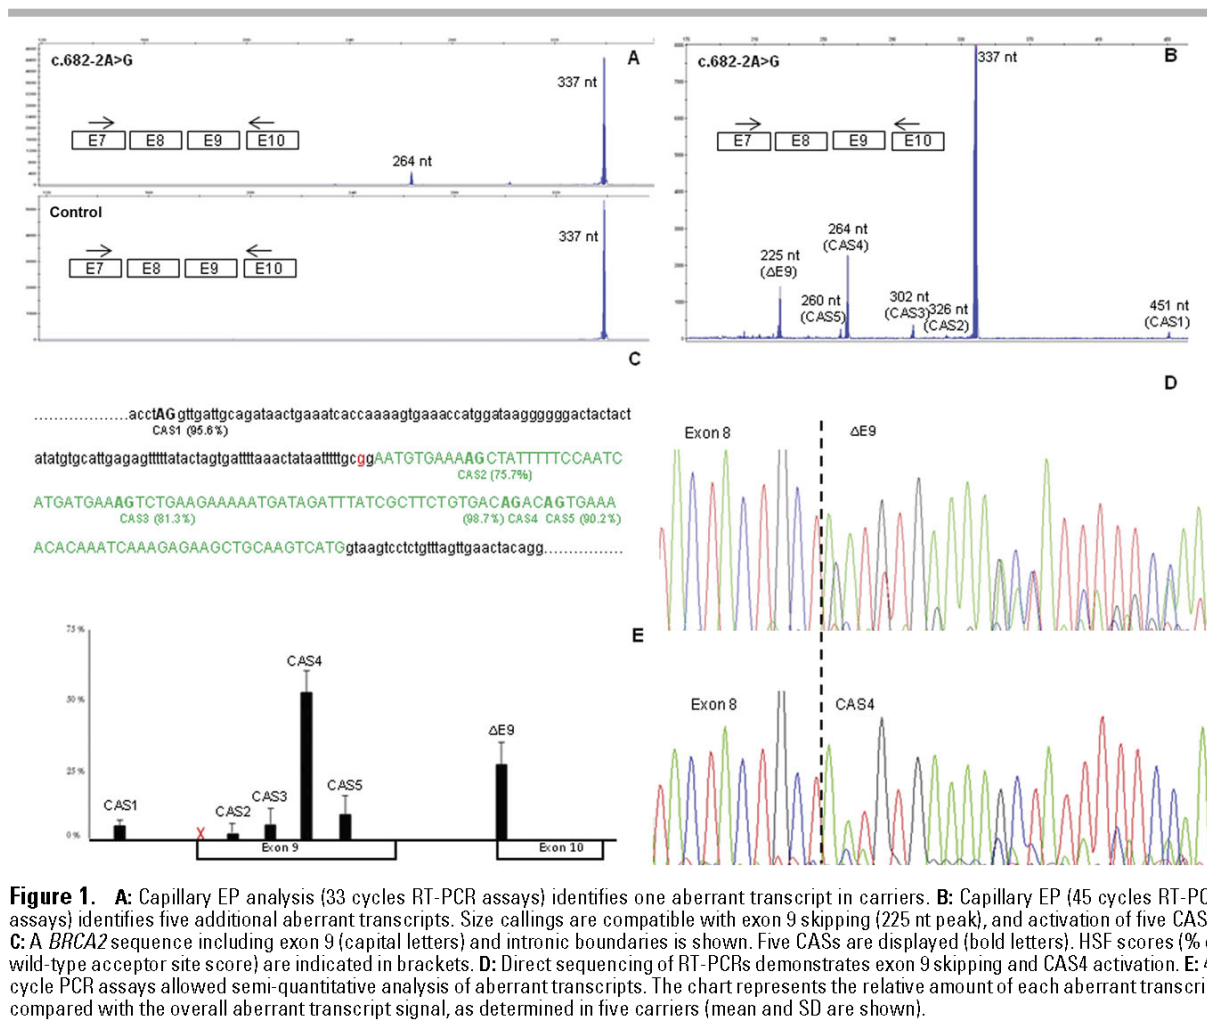 c.682-2A>G
A
337 nt
E7 E8 E9 E10
264 nt
Control
337 nt
E7 E8 E9 E10
c.682-2A>G
B
337 nt
E7 E8 E9 E10
264 nt
(CAS4)
225 nt
(ΔE9)
260 nt
(CAS5)
302 nt
(CAS3)
326 nt
(CAS2)
451 nt
(CAS1)
C
...................acctAGgttgattgcagataactgaaatcaccaaaagtgaaaccatggataaggggggactactact
CAS1 (95.6%)
atatgtgcattgagagtttttatactagtgattttaaactataatttttgcggAATGTGAAAAGCTATTTTTCCAATC
CAS2 (75.7%)
ATGATGAAAGTCTGAAGAAAAATGATAGATTTATCGCTTCTGTGACAGACAGTGAAA
CAS3 (81.3%) (98.7%) CAS4 CAS5 (90.2%)
ACACAAATCAAAGAGAAGCTGCAAGTCATGgtaagtcctctgtttagttgaactacagg................
D
Exon 8 ΔE9
Exon 8 CAS4
E
75 %
50 %
25 %
0 %
CAS1
X
CAS2
CAS3
CAS4
CAS5
ΔE9
Exon 9
Exon 10
Figure 1. A: Capillary EP analysis (33 cycles RT-PCR assays) identifies one aberrant transcript in carriers. B: Capillary EP (45 cycles RT-PC
assays) identifies five additional aberrant transcripts. Size callings are compatible with exon 9 skipping (225 nt peak), and activation of five CAS
C: A BRCA2 sequence including exon 9 (capital letters) and intronic boundaries is shown. Five CASs are displayed (bold letters). HSF scores (% o
wild-type acceptor site score) are indicated in brackets. D: Direct sequencing of RT-PCRs demonstrates exon 9 skipping and CAS4 activation. E: 4
cycle PCR assays allowed semi-quantitative analysis of aberrant transcripts. The chart represents the relative amount of each aberrant transcri
compared with the overall aberrant transcript signal, as determined in five carriers (mean and SD are shown).